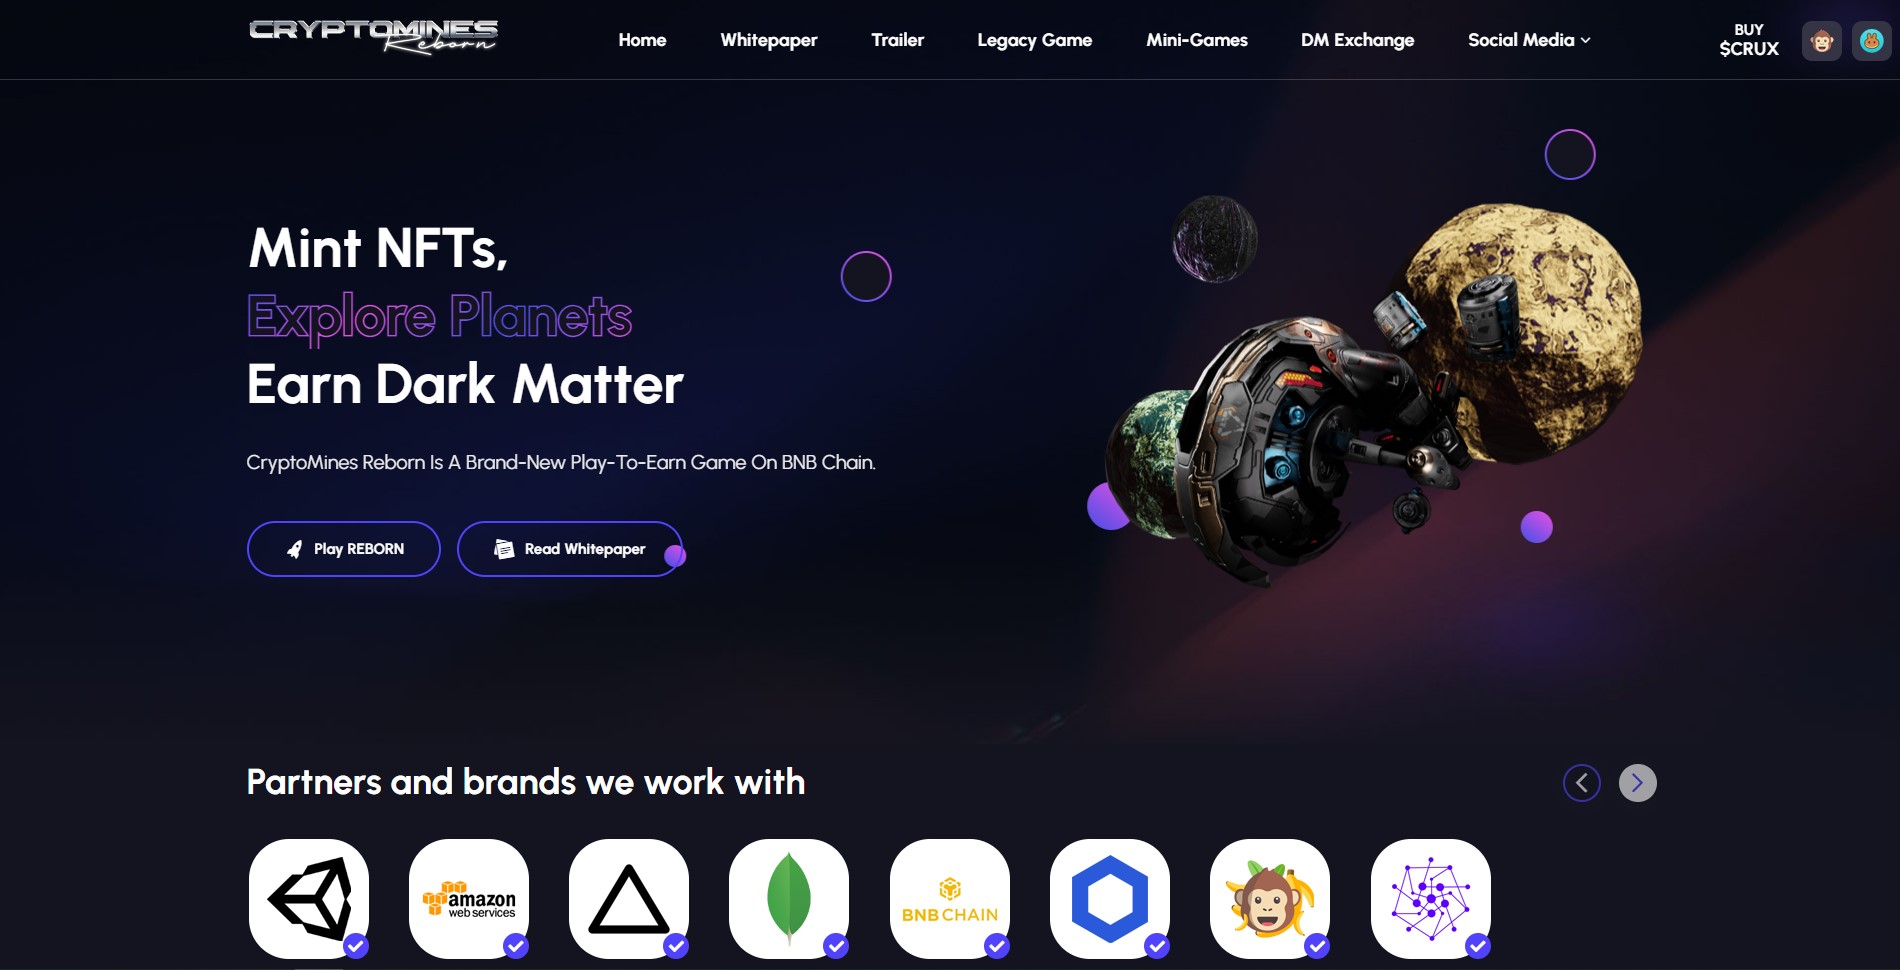 CRYPTOMINES
Reborn
Home
Whitepaper
Trailer
Legacy Game
Mini-Games
DM Exchange
Social Media
BUY
$CRUX
Mint NFTs,
Explore Planets
Earn Dark Matter
CryptoMines Reborn Is A Brand-New Play-To-Earn Game On BNB Chain.
Play REBORN
Read Whitepaper
Partners and brands we work with
amazon
web services
BNB CHAIN